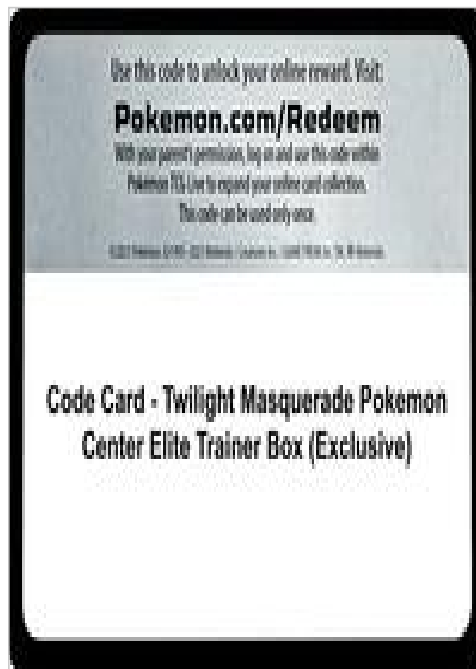 Use this code to unlock your online reward. Visit:
Pokemon.com/Redeem
With your parent's permission, log on and use this code within
Pokémon TCG Live to expand your online card collection.
This code can be used only once.
Code Card - Twilight Masquerade Pokemon
Center Elite Trainer Box (Exclusive)